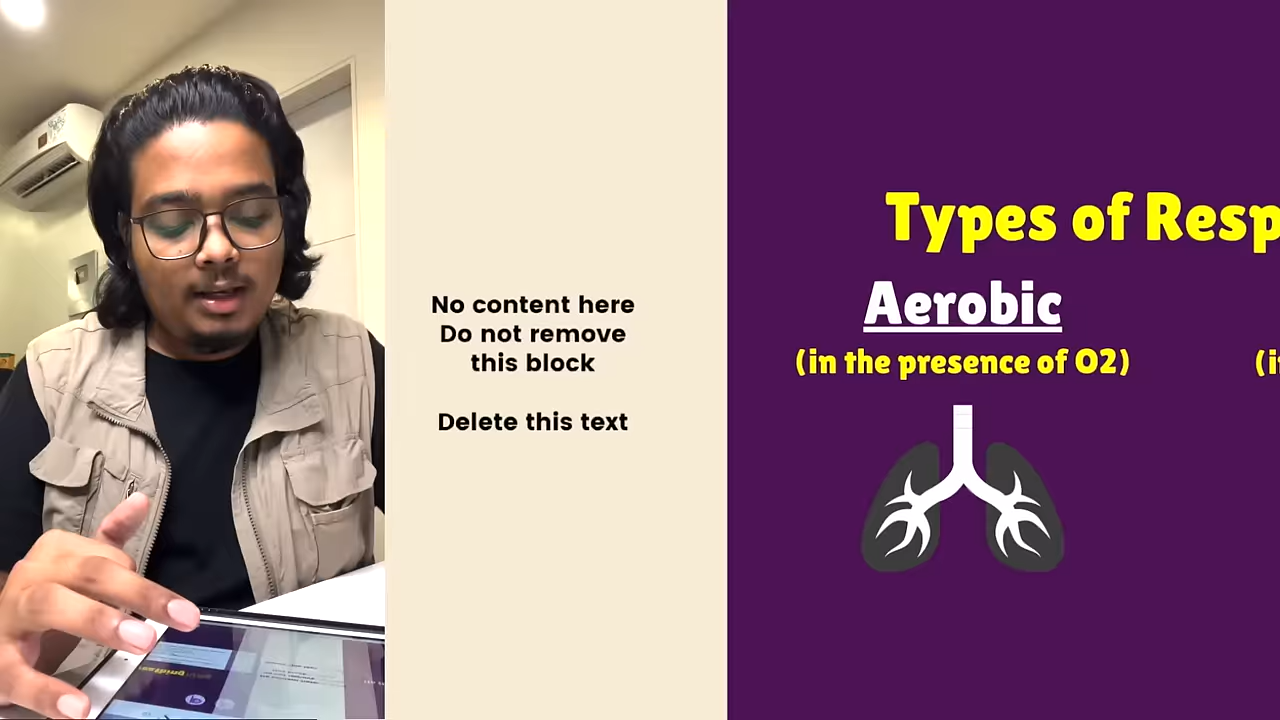 No content here
Do not remove
this block
Delete this text
Types of Resp
Aerobic
(in the presence of O2)
(i